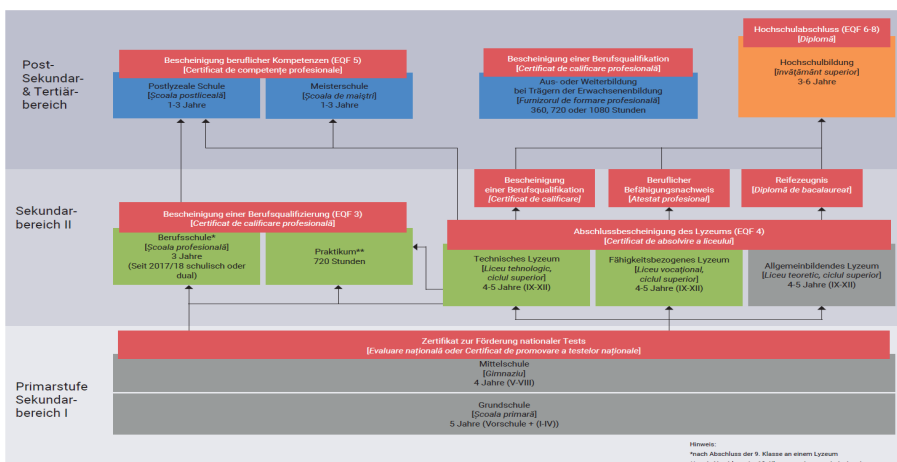 Post-
Sekundar-
& Tertiär-
bereich
Bescheinigung beruflicher Kompetenzen (EQF 5)
[Certificat de competențe profesionale]
Postlyzeale Schule
[Școala postliceală]
1-3 Jahre
Meisterschule
[Școala de maiștri]
1-3 Jahre
Bescheinigung einer Berufsqualifikation
[Certificat de calificare profesională]
Aus- oder Weiterbildung
bei Trägern der Erwachsenenbildung
[Furnizorul de formare profesională]
360, 720 oder 1080 Stunden
Hochschulabschluss (EQF 6-8)
[Diplomă]
Hochschulbildung
[învățământ superior]
3-6 Jahre
Sekundar-
bereich II
Bescheinigung
einer Berufsqualifikation
[Certificat de calificare]
Beruflicher
Befähigungsnachweis
[Atestat profesional]
Reifezeugnis
[Diplomă de bacalaureat]
Bescheinigung einer Berufsqualifizierung (EQF 3)
[Certificat de calificare profesională]
Berufsschule*
[Școala profesională]
3 Jahre
(Seit 2017/18 schulisch oder
dual)
Praktikum**
720 Stunden
Abschlussbescheinigung des Lyzeums (EQF 4)
[Certificat de absolvire a liceului]
Technisches Lyzeum
[Liceu tehnologic,
ciclul superior]
4-5 Jahre (IX-XII)
Fähigkeitsbezogenes Lyzeum
[Liceu vocațional,
ciclul superior]
4-5 Jahre (IX-XII)
Allgemeinbildendes Lyzeum
[Liceu teoretic, ciclul superior]
4-5 Jahre (IX-XII)
Primarstufe
Sekundar-
bereich I
Zertifikat zur Förderung nationaler Tests
[Evaluare națională oder Certificat de promovare a testelor naționale]
Mittelschule
[Gimnaziu]
4 Jahre (V-VIII)
Grundschule
[Școala primară]
5 Jahre (Vorschule + (I-IV))
Hinweis:
*nach Abschluss der 9. Klasse an einem Lyzeum